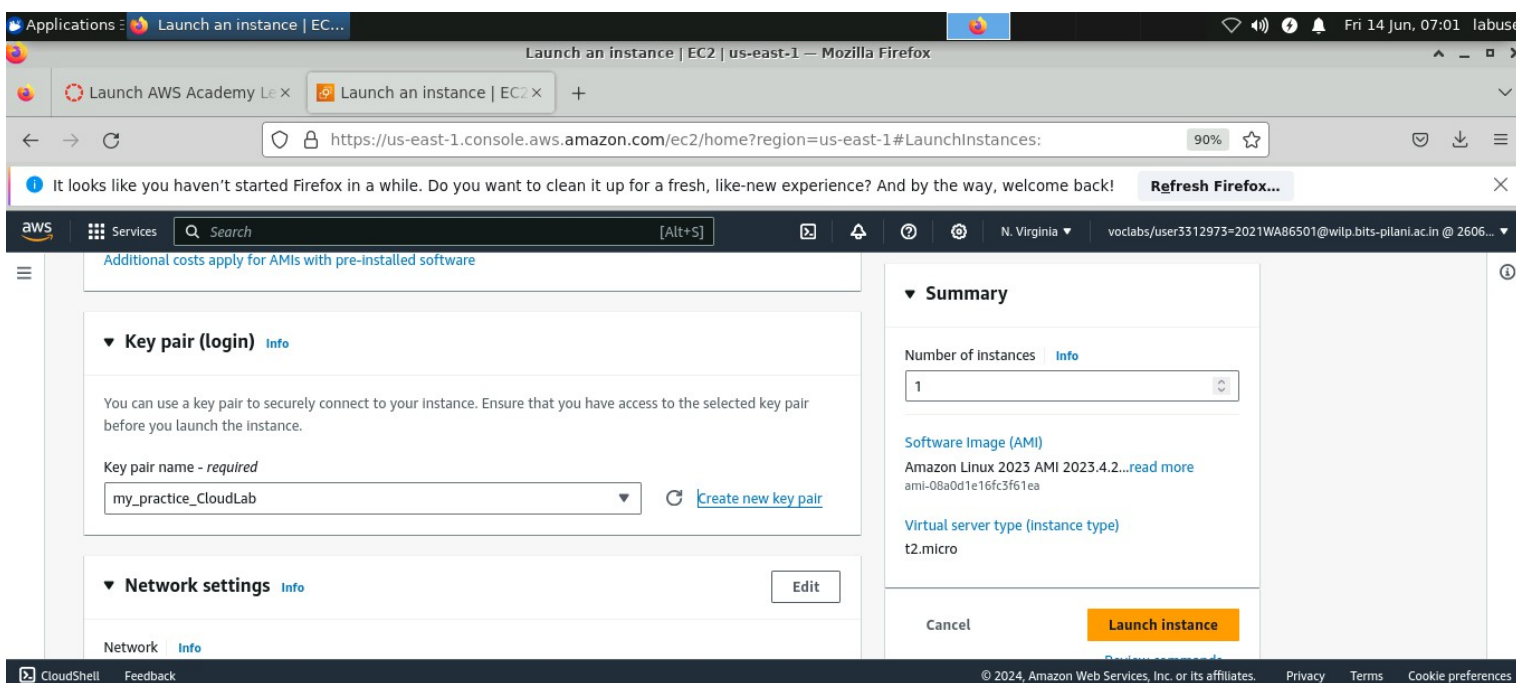 Applications
Launch an instance | EC...
Fri 14 Jun, 07:01 labuse
Launch an instance | EC2 | us-east-1 — Mozilla Firefox
Launch AWS Academy Le
Launch an instance | EC2
https://us-east-1.console.aws.amazon.com/ec2/home?region=us-east-1#LaunchInstances:
90%
It looks like you haven't started Firefox in a while. Do you want to clean it up for a fresh, like-new experience? And by the way, welcome back!
Refresh Firefox...
aws
Services
Search
[Alt+S]
N. Virginia
voclabs/user3312973=2021WA86501@wilp.bits-pilani.ac.in @ 2606...
Additional costs apply for AMIs with pre-installed software
Key pair (login) Info
You can use a key pair to securely connect to your instance. Ensure that you have access to the selected key pair
before you launch the instance.
Key pair name - required
my_practice_CloudLab
Create new key pair
Network settings Info
Edit
Network Info
Summary
Number of instances Info
1
Software Image (AMI)
Amazon Linux 2023 AMI 2023.4.2...read more
ami-08a0d1e16fc3f61ea
Virtual server type (instance type)
t2.micro
Cancel
Launch instance
CloudShell
Feedback
© 2024, Amazon Web Services, Inc. or its affiliates.
Privacy
Terms
Cookie preferences